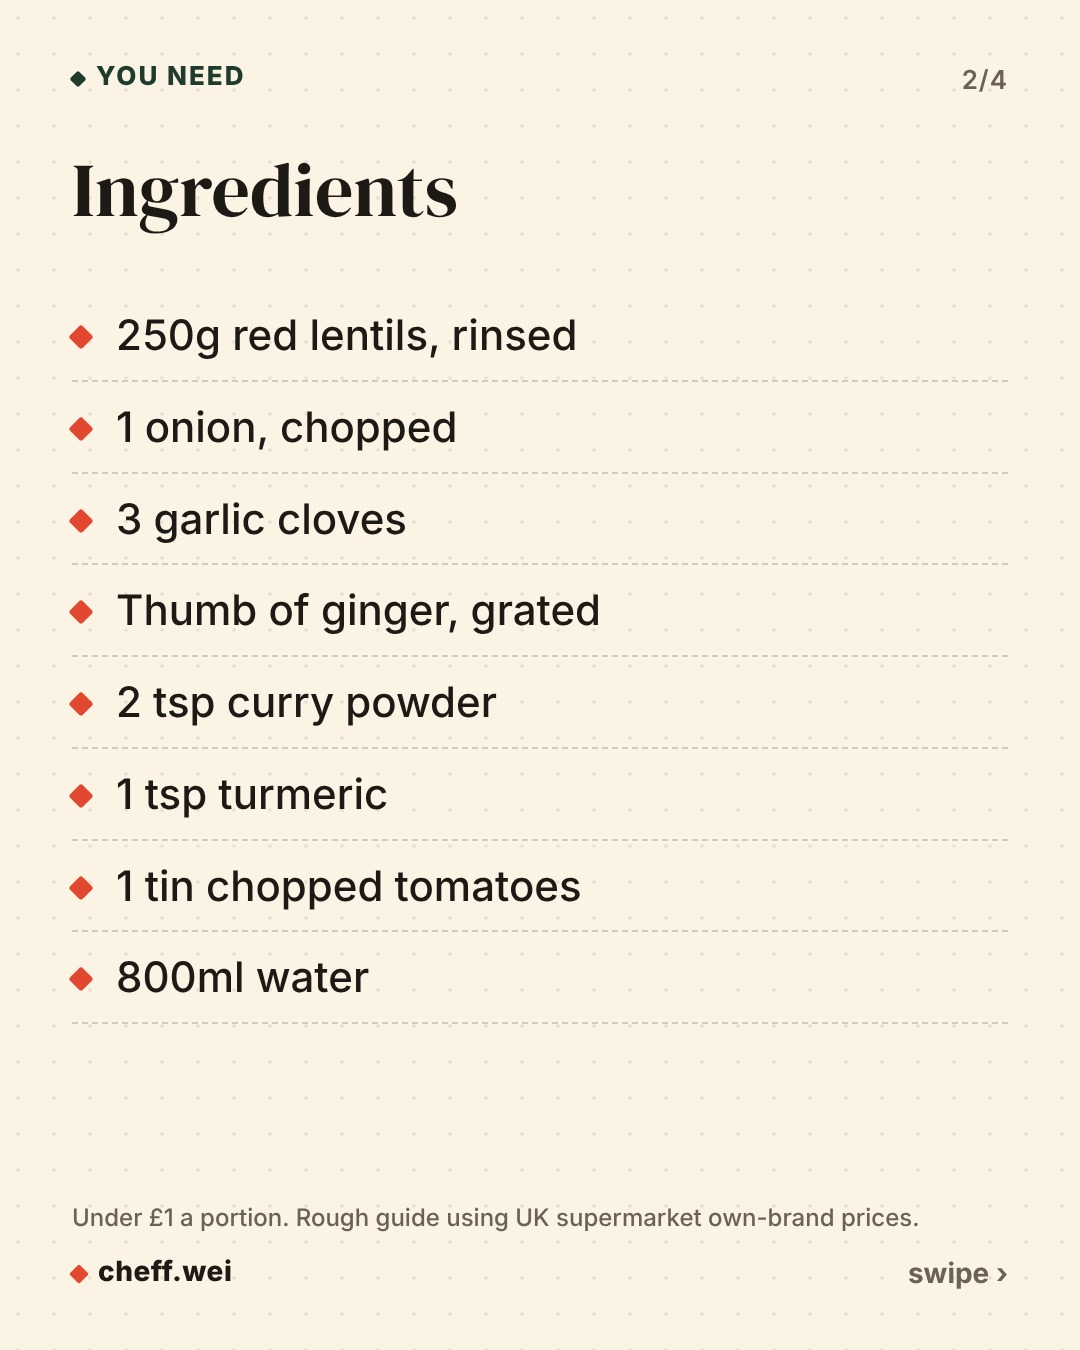 YOU NEED
2/4
Ingredients
250g red lentils, rinsed
1 onion, chopped
3 garlic cloves
Thumb of ginger, grated
2 tsp curry powder
1 tsp turmeric
1 tin chopped tomatoes
800ml water
Under £1 a portion. Rough guide using UK supermarket own-brand prices.
cheff.wei
swipe ›